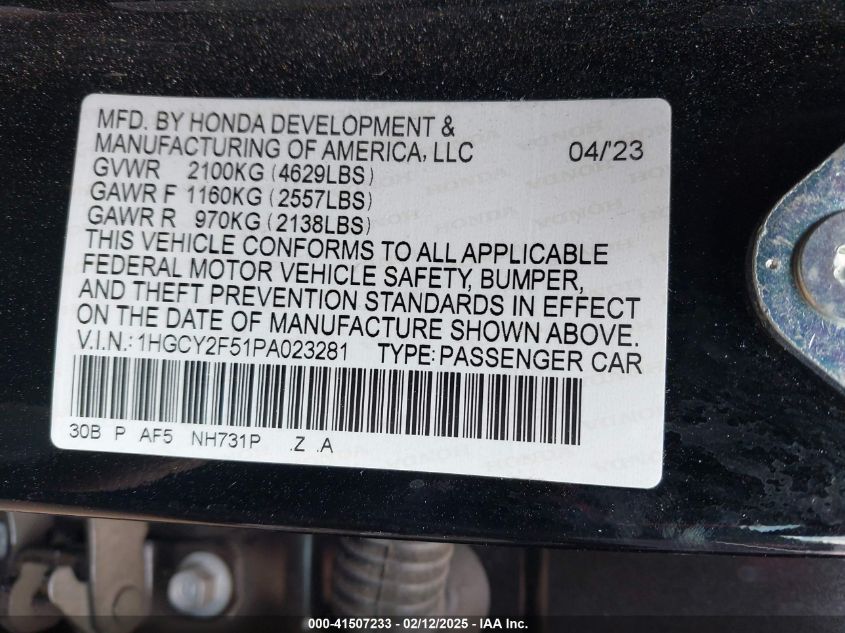 MFD. BY HONDA DEVELOPMENT &
MANUFACTURING OF AMERICA, LLC 04/'23
GVWR 2100KG (4629LBS)
GAWR F 1160KG (2557LBS)
GAWR R 970KG (2138LBS)
THIS VEHICLE CONFORMS TO ALL APPLICABLE
FEDERAL MOTOR VEHICLE SAFETY, BUMPER,
AND THEFT PREVENTION STANDARDS IN EFFECT
ON THE DATE OF MANUFACTURE SHOWN ABOVE.
V.I.N.: 1HGCY2F51PA023281 TYPE: PASSENGER CAR
30B P AF5 NH731P .Z .A
000-41507233 - 02/12/2025 - IAA Inc.